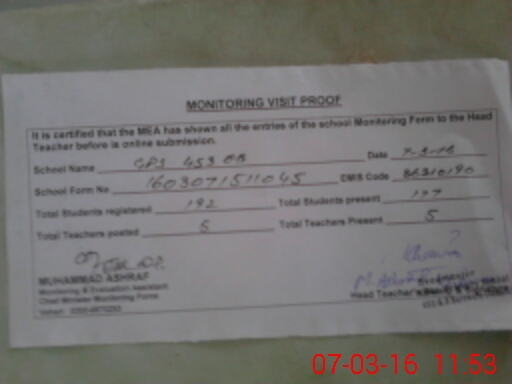 MONITORING VISIT PROOF
It is certified that the MEA has shown all the entries of the school Monitoring Form to the Head
Teacher before is online submission.
School Name GPS 453 EB Date 7-3-16
School Form No 1603071511045 EMIS Code
Total Students registered 192 Total Students present 177
Total Teachers posted 5 Total Teachers Present 5
MUHAMMAD ASHRAF
Monitoring & Evaluation Assistant
Chief Minister Monitoring Force
Vehari
Head Teacher's
07-03-16 11:53